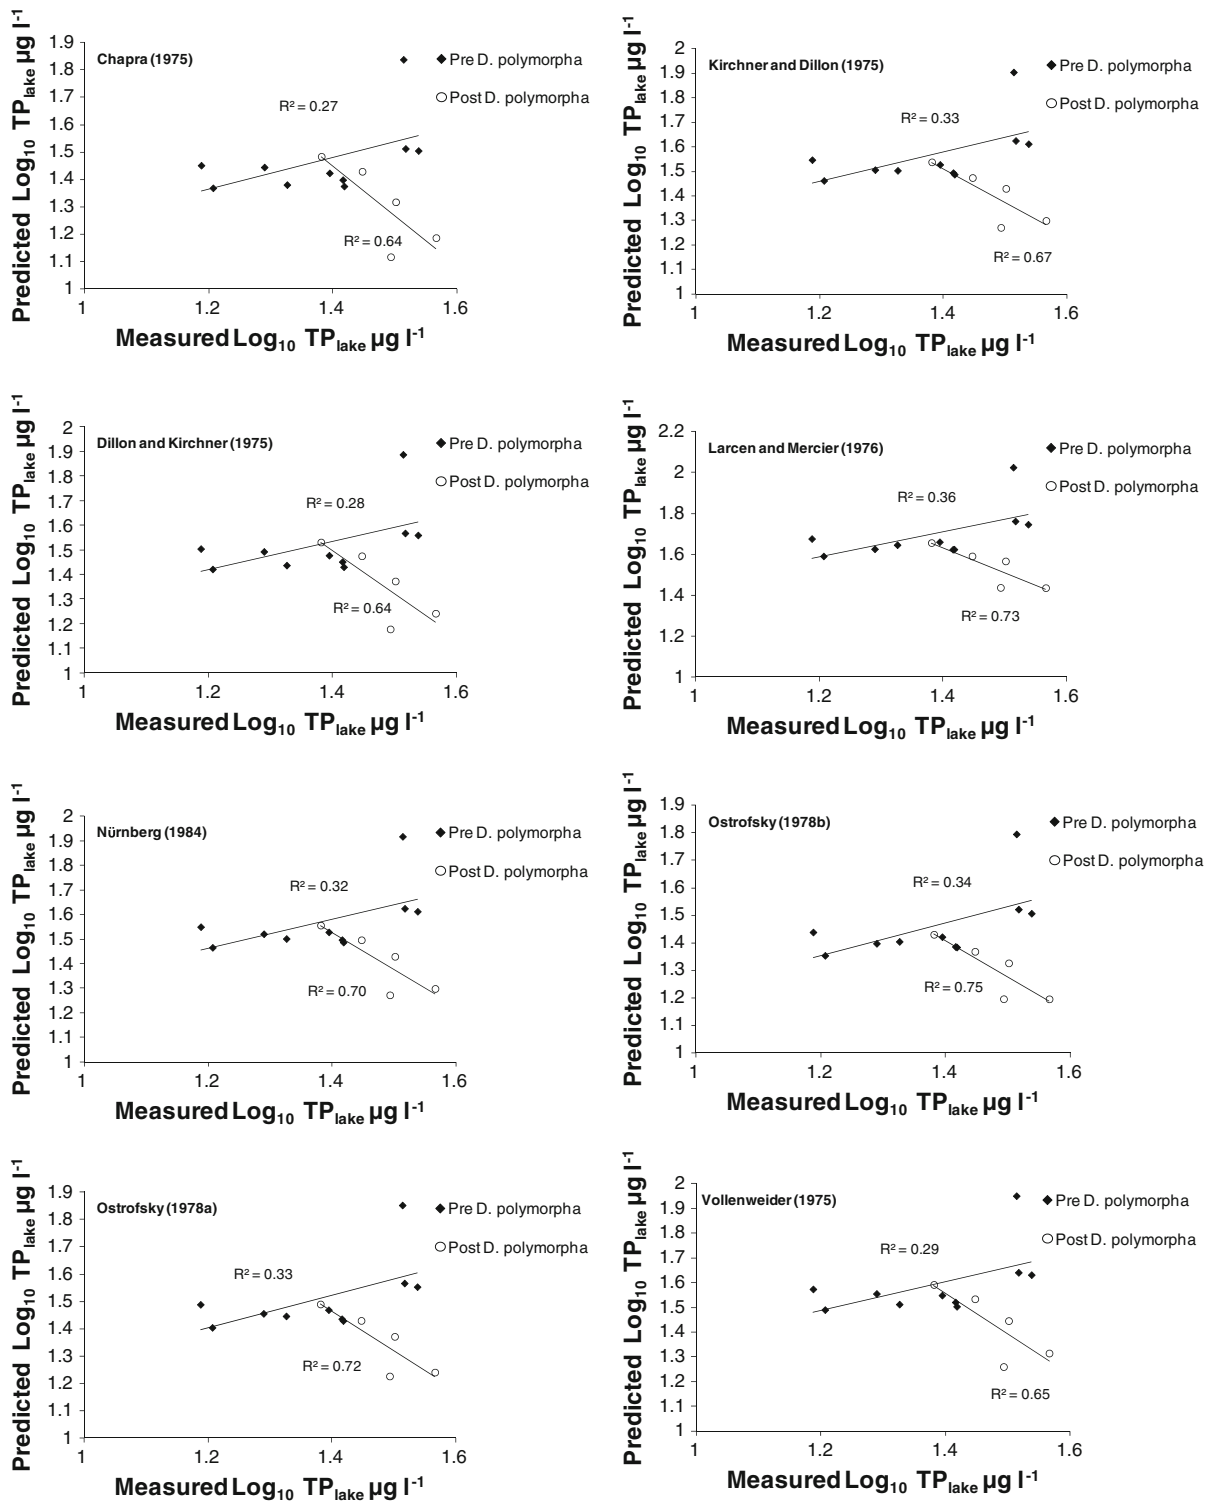 Predicted Log10 TPlake µg l-1
1.9
1.8
1.7
1.6
1.5
1.4
1.3
1.2
1.1
1
Chapra (1975)
Pre D. polymorpha
Post D. polymorpha
R² = 0.27
R² = 0.64
1
1.2
1.4
1.6
Measured Log10 TPlake µg l-1
Predicted Log10 TPlake µg l-1
2
1.9
1.8
1.7
1.6
1.5
1.4
1.3
1.2
1.1
1
Kirchner and Dillon (1975)
Pre D. polymorpha
Post D. polymorpha
R² = 0.33
R² = 0.67
1
1.2
1.4
1.6
Measured Log10 TPlake µg l-1
Predicted Log10 TPlake µg l-1
2
1.9
1.8
1.7
1.6
1.5
1.4
1.3
1.2
1.1
1
Dillon and Kirchner (1975)
Pre D. polymorpha
Post D. polymorpha
R² = 0.28
R² = 0.64
1
1.2
1.4
1.6
Measured Log10 TPlake µg l-1
Predicted Log10 TPlake µg l-1
2.2
2
1.8
1.6
1.4
1.2
1
Larcen and Mercier (1976)
Pre D. polymorpha
Post D. polymorpha
R² = 0.36
R² = 0.73
1
1.2
1.4
1.6
Measured Log10 TPlake µg l-1
Predicted Log10 TPlake µg l-1
2
1.9
1.8
1.7
1.6
1.5
1.4
1.3
1.2
1.1
1
Nürnberg (1984)
Pre D. polymorpha
Post D. polymorpha
R² = 0.32
R² = 0.70
1
1.2
1.4
1.6
Measured Log10 TPlake µg l-1
Predicted Log10 TPlake µg l-1
1.9
1.8
1.7
1.6
1.5
1.4
1.3
1.2
1.1
1
Ostrofsky (1978b)
Pre D. polymorpha
Post D. polymorpha
R² = 0.34
R² = 0.75
1
1.2
1.4
1.6
Measured Log10 TPlake µg l-1
Predicted Log10 TPlake µg l-1
1.9
1.8
1.7
1.6
1.5
1.4
1.3
1.2
1.1
1
Ostrofsky (1978a)
Pre D. polymorpha
Post D. polymorpha
R² = 0.33
R² = 0.72
1
1.2
1.4
1.6
Measured Log10 TPlake µg l-1
Predicted Log10 TPlake µg l-1
2
1.9
1.8
1.7
1.6
1.5
1.4
1.3
1.2
1.1
1
Vollenweider (1975)
Pre D. polymorpha
Post D. polymorpha
R² = 0.29
R² = 0.65
1
1.2
1.4
1.6
Measured Log10 TPlake µg l-1